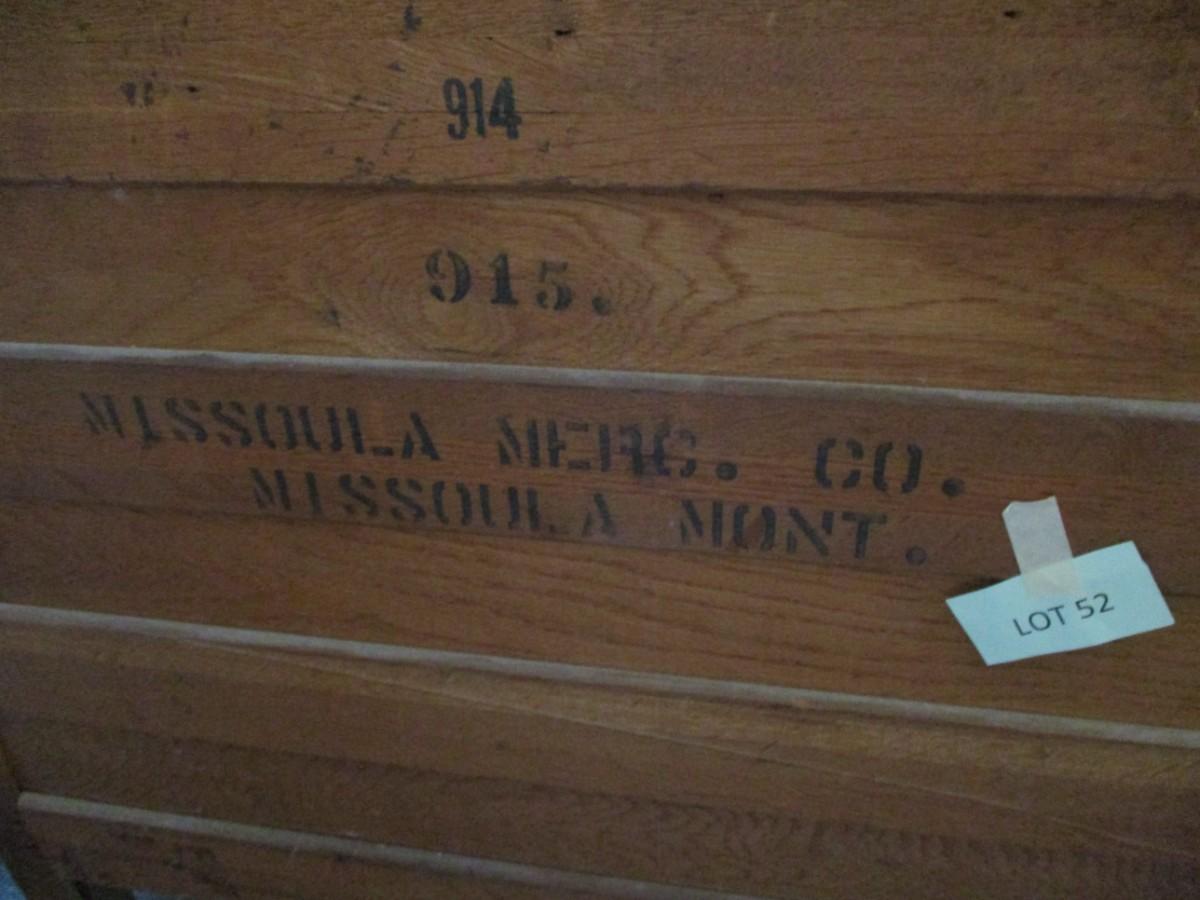 914
915.
MISSOULA MERC. CO.
MISSOULA MONT.
LOT 52